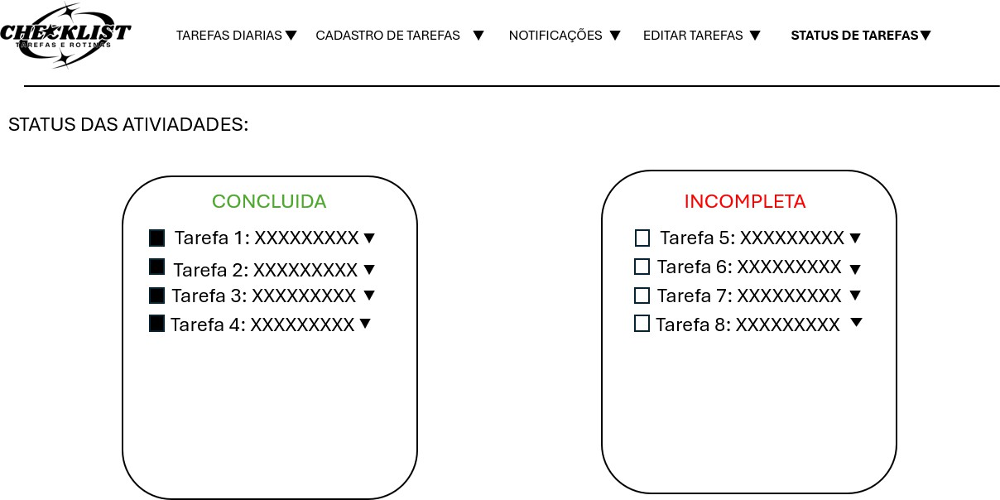 CHECKLIST
TAREFAS E ROTINAS
TAREFAS DIARIAS CADASTRO DE TAREFAS NOTIFICAÇÕES EDITAR TAREFAS STATUS DE TAREFAS
STATUS DAS ATIVIADADES:
CONCLUIDA
Tarefa 1: XXXXXXXXX
Tarefa 2: XXXXXXXXX
Tarefa 3: XXXXXXXXX
Tarefa 4: XXXXXXXXX
INCOMPLETA
Tarefa 5: XXXXXXXXX
Tarefa 6: XXXXXXXXX
Tarefa 7: XXXXXXXXX
Tarefa 8: XXXXXXXXX